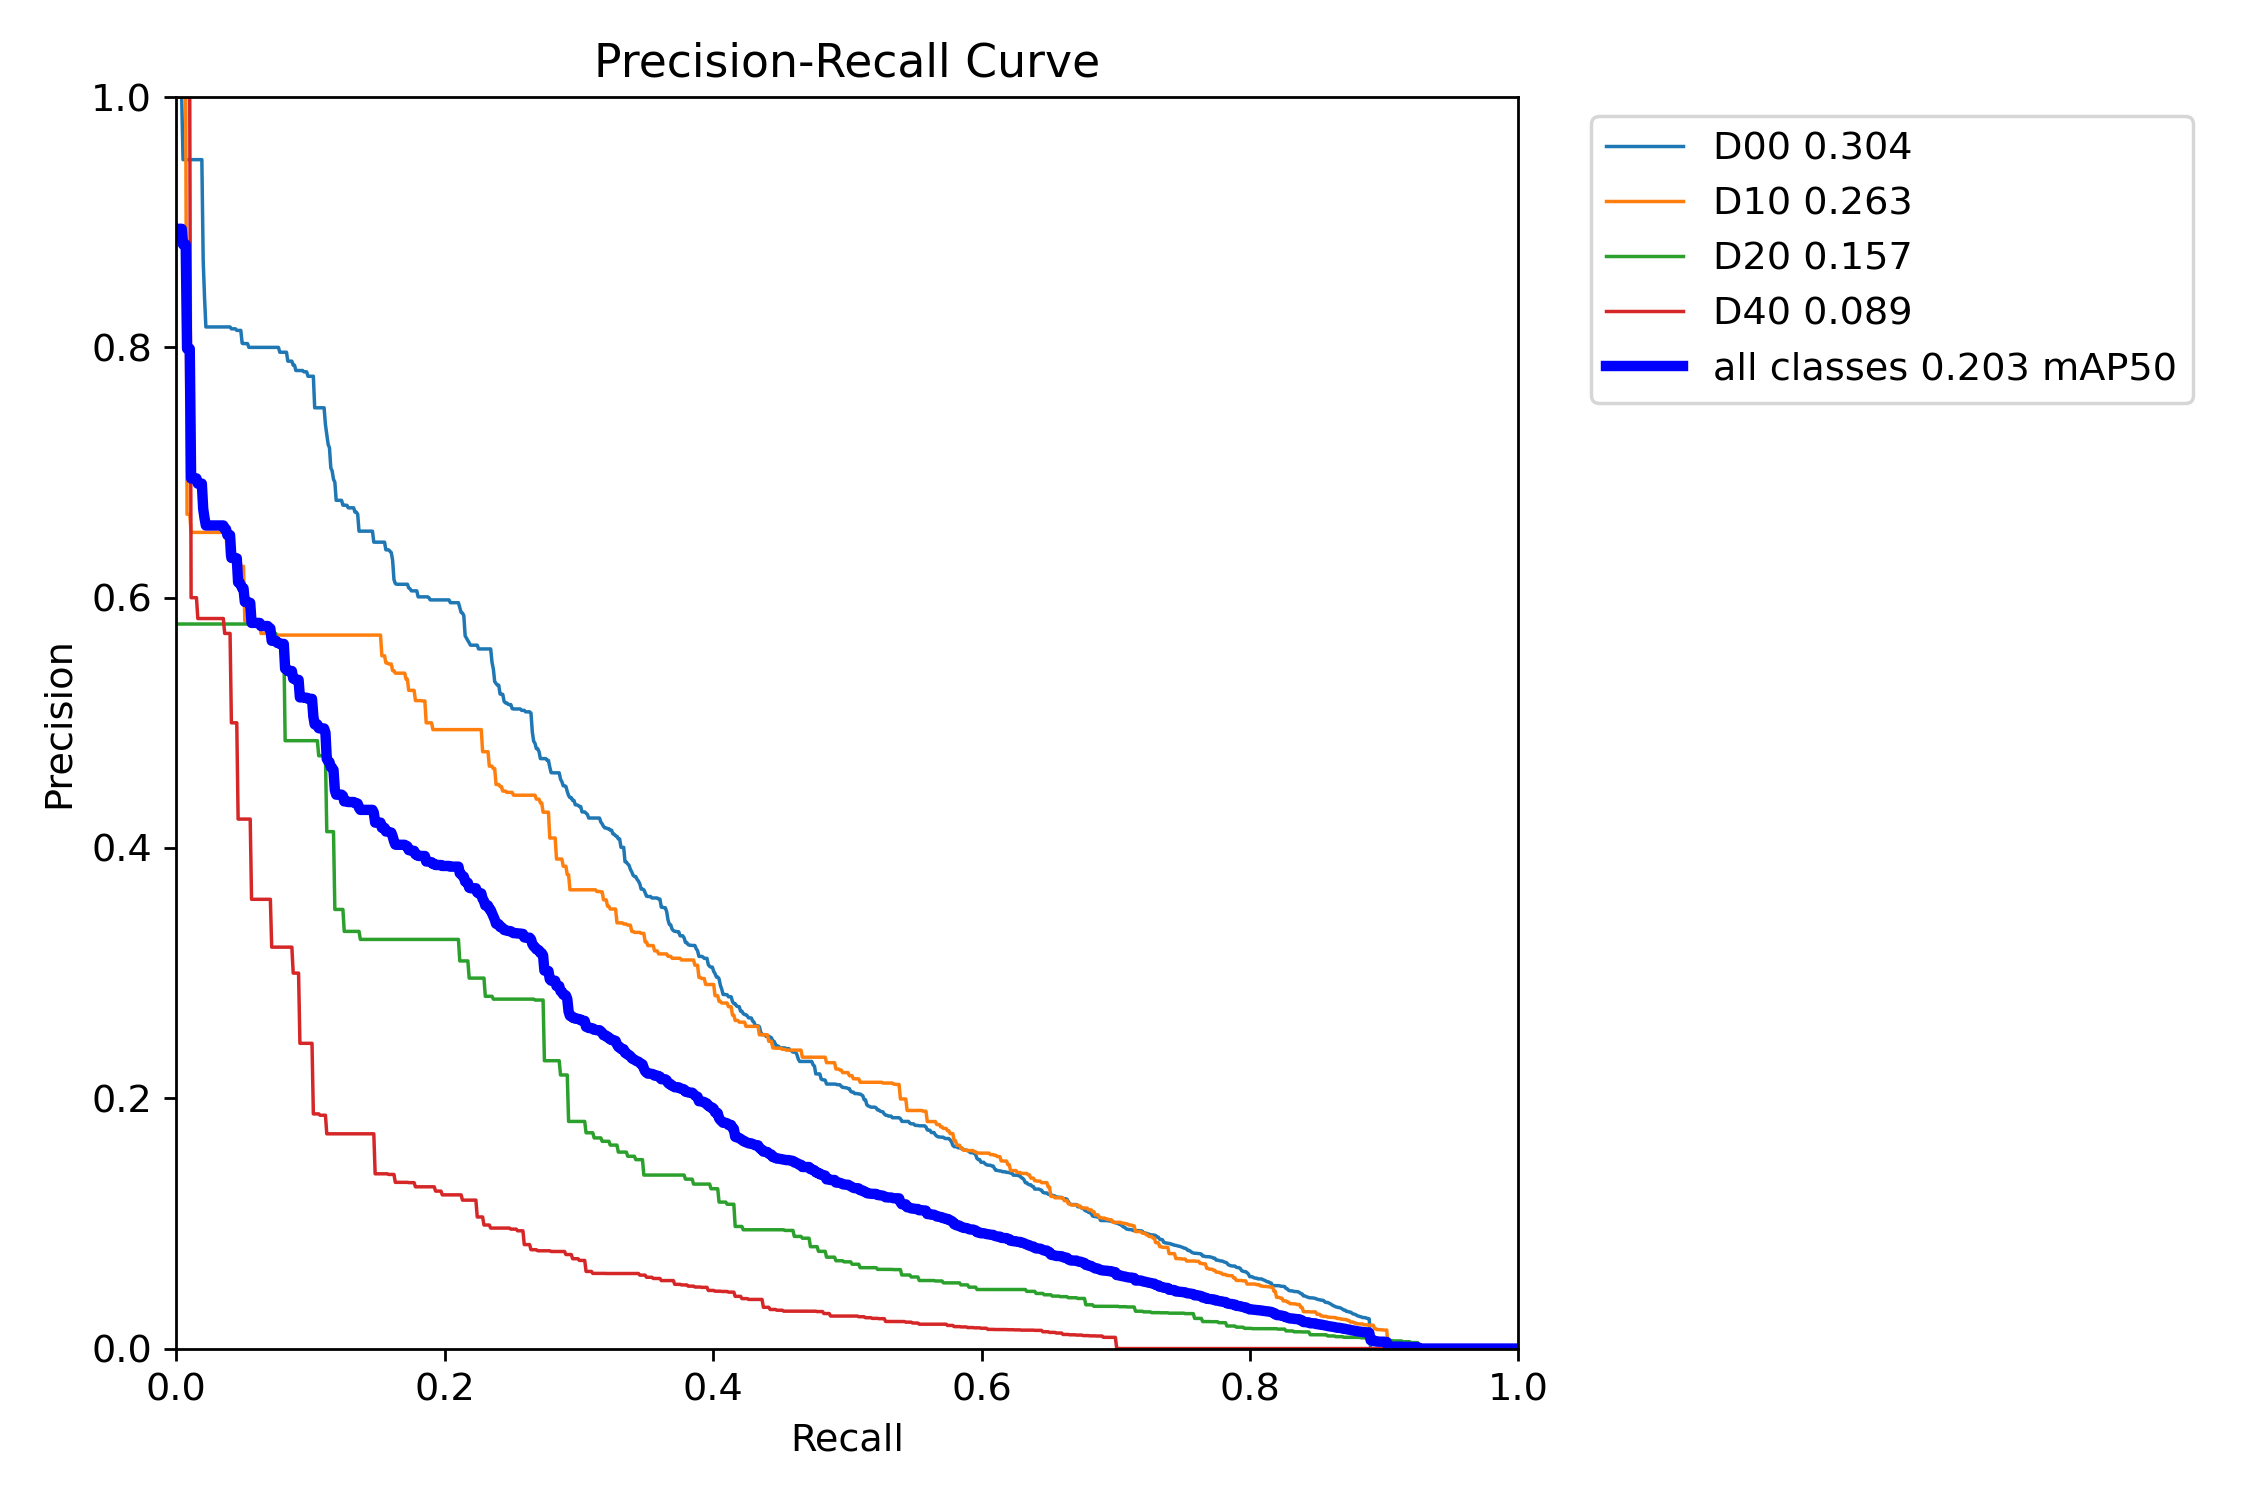 Precision-Recall Curve
1.0
0.8
0.6
0.4
0.2
0.0
Precision
0.0 0.2 0.4 0.6 0.8 1.0
Recall
D00 0.304
D10 0.263
D20 0.157
D40 0.089
all classes 0.203 mAP50